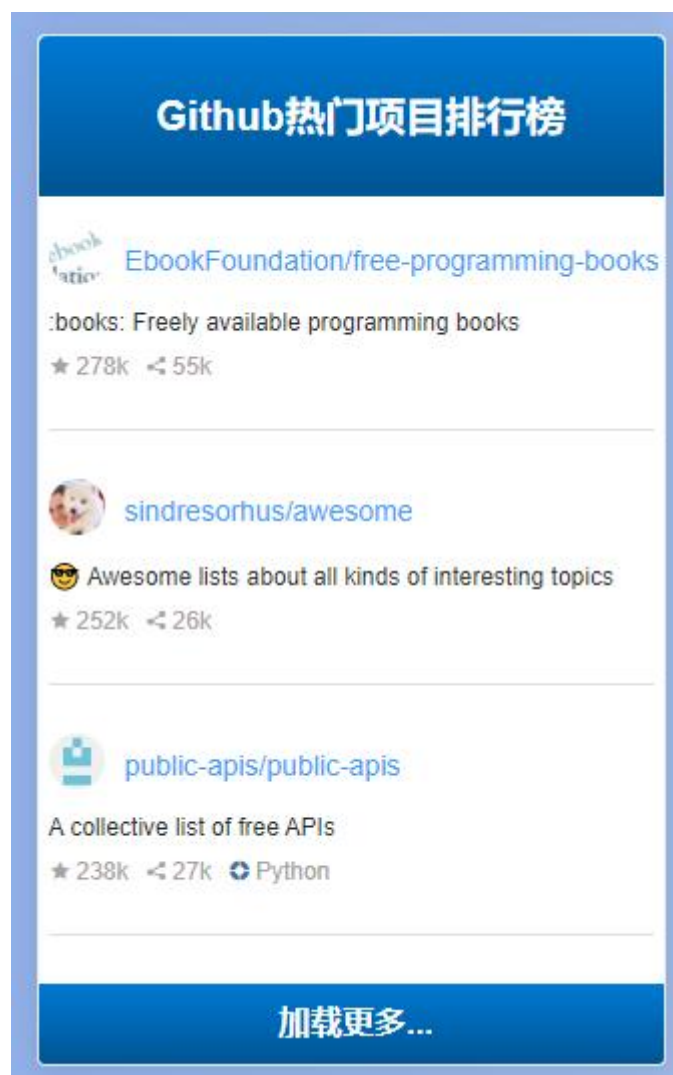 Github热门项目排行榜
EbookFoundation/free-programming-books
:books: Freely available programming books
278k 55k
sindresorhus/awesome
😎 Awesome lists about all kinds of interesting topics
252k 26k
public-apis/public-apis
A collective list of free APIs
238k 27k Python
加载更多...